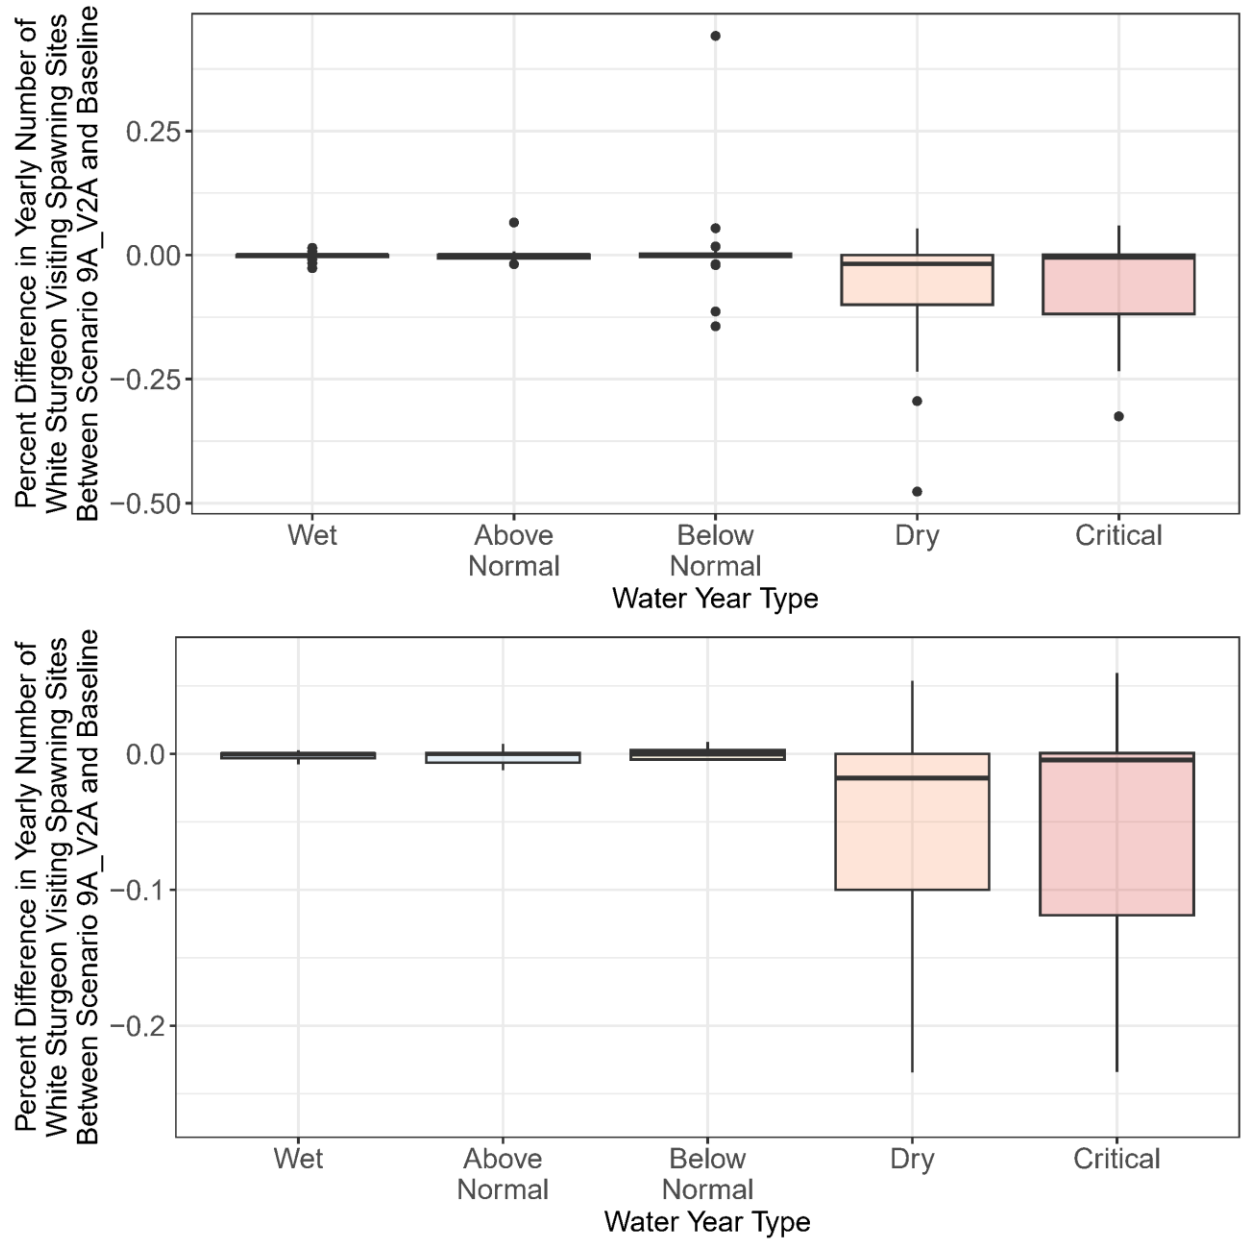 Percent Difference in Yearly Number of
White Sturgeon Visiting Spawning Sites
Between Scenario 9A_V2A and Baseline
0.25
0.00
−0.25
−0.50
Wet
Above
Normal
Below
Normal
Dry
Critical
Water Year Type
Percent Difference in Yearly Number of
White Sturgeon Visiting Spawning Sites
Between Scenario 9A_V2A and Baseline
0.0
−0.1
−0.2
Wet
Above
Normal
Below
Normal
Dry
Critical
Water Year Type